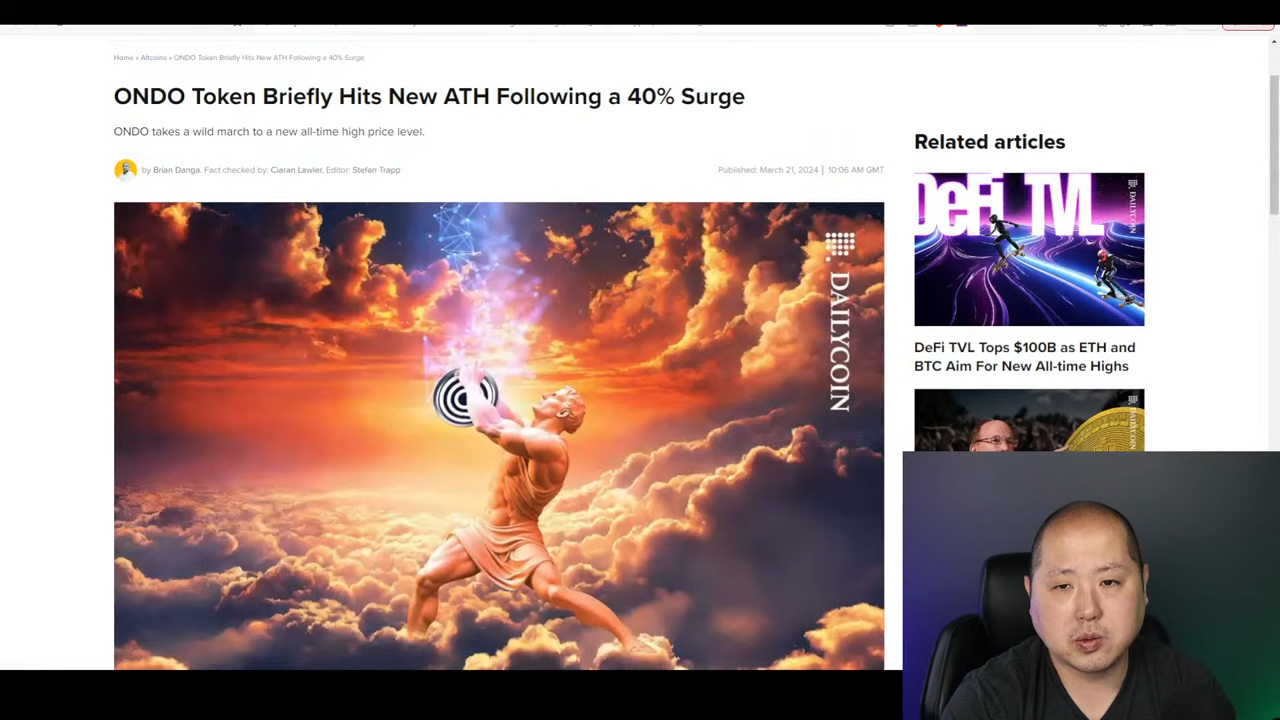 Home » Altcoins » ONDO Token Briefly Hits New ATH Following a 40% Surge
ONDO Token Briefly Hits New ATH Following a 40% Surge
ONDO takes a wild march to a new all-time high price level.
by Brian Danga. Fact checked by: Ciaran Lawler, Editor: Stefan Trapp
Published: March 21, 2024 | 10:06 AM GMT
DAILYCOIN
Related articles
DeFi TVL
DAILYCOIN
DeFi TVL Tops $100B as ETH and
BTC Aim For New All-time Highs
DAILYCOIN